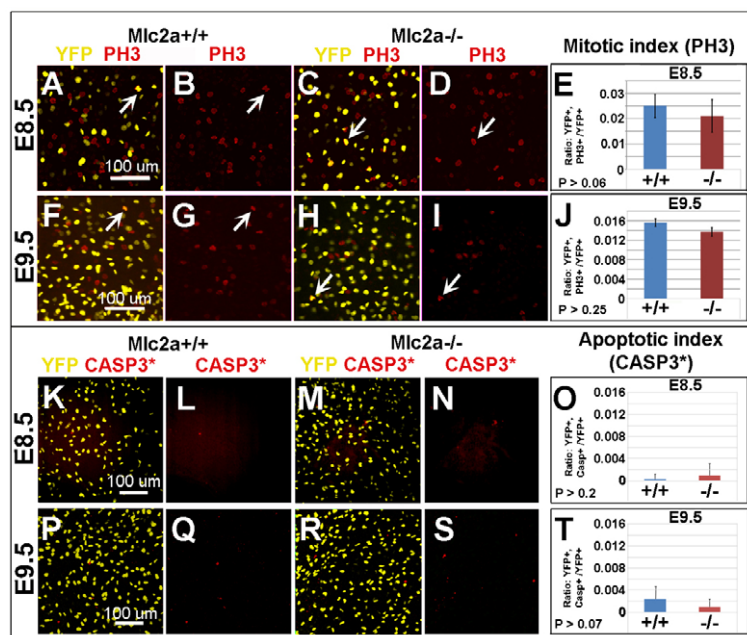 Mlc2a+/+ Mlc2a-/-
YFP PH3 PH3 YFP PH3 PH3 Mitotic index (PH3)
E8.5
A B C D E
100 um
E8.5
0.03
0.02
0.01
0
Ratio: YFP+,
PH3+ /YFP+
+/+ -/-
P > 0.06
E9.5
F G H I J
100 um
E9.5
0.016
0.012
0.008
0.004
0
Ratio: YFP+,
PH3+ /YFP+
+/+ -/-
P > 0.25
Mlc2a+/+ Mlc2a-/- Apoptotic index
YFP CASP3* CASP3* YFP CASP3* CASP3* (CASP3*)
E8.5
K L M N O
100 um
E8.5
0.016
0.012
0.008
0.004
0
Ratio: YFP+,
Casp+ /YFP+
+/+ -/-
P > 0.2
E9.5
P Q R S T
100 um
E9.5
0.016
0.012
0.008
0.004
0
Ratio: YFP+,
Casp+ /YFP+
+/+ -/-
P > 0.07